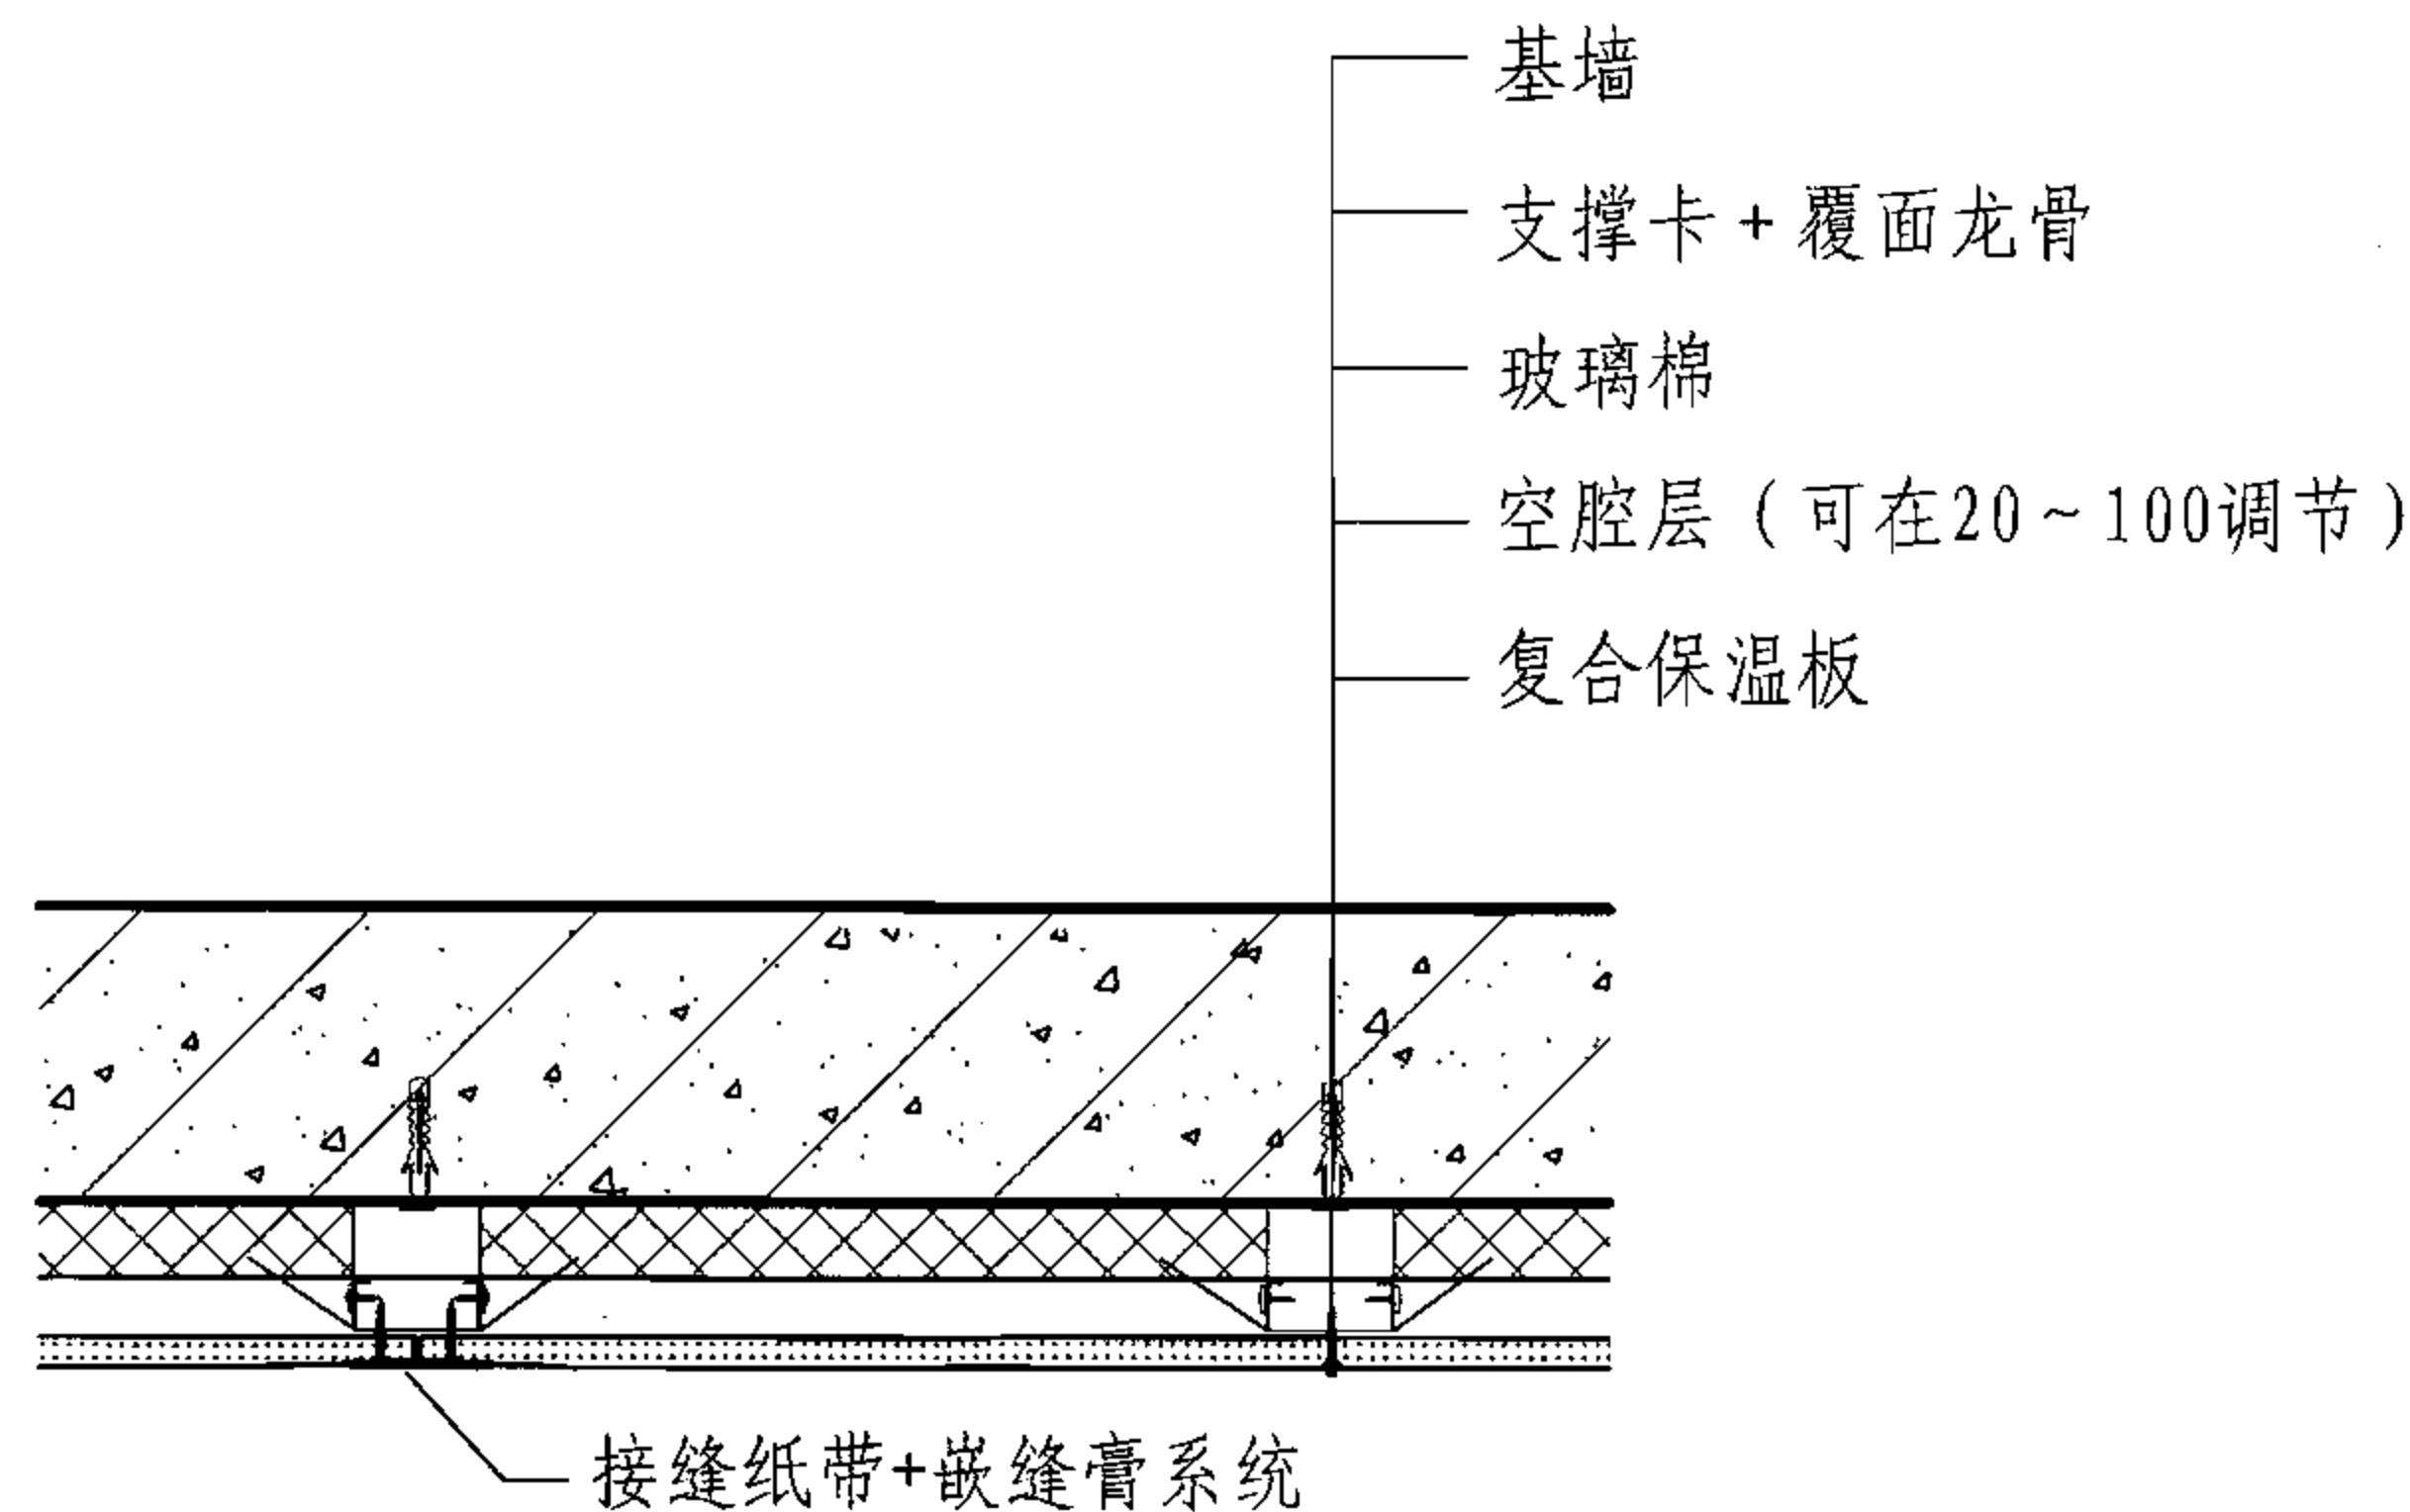 基墙
支撑卡+覆面龙骨
玻璃棉
空腔层(可在20~100调节)
复合保温板
接缝纸带+嵌缝膏系统